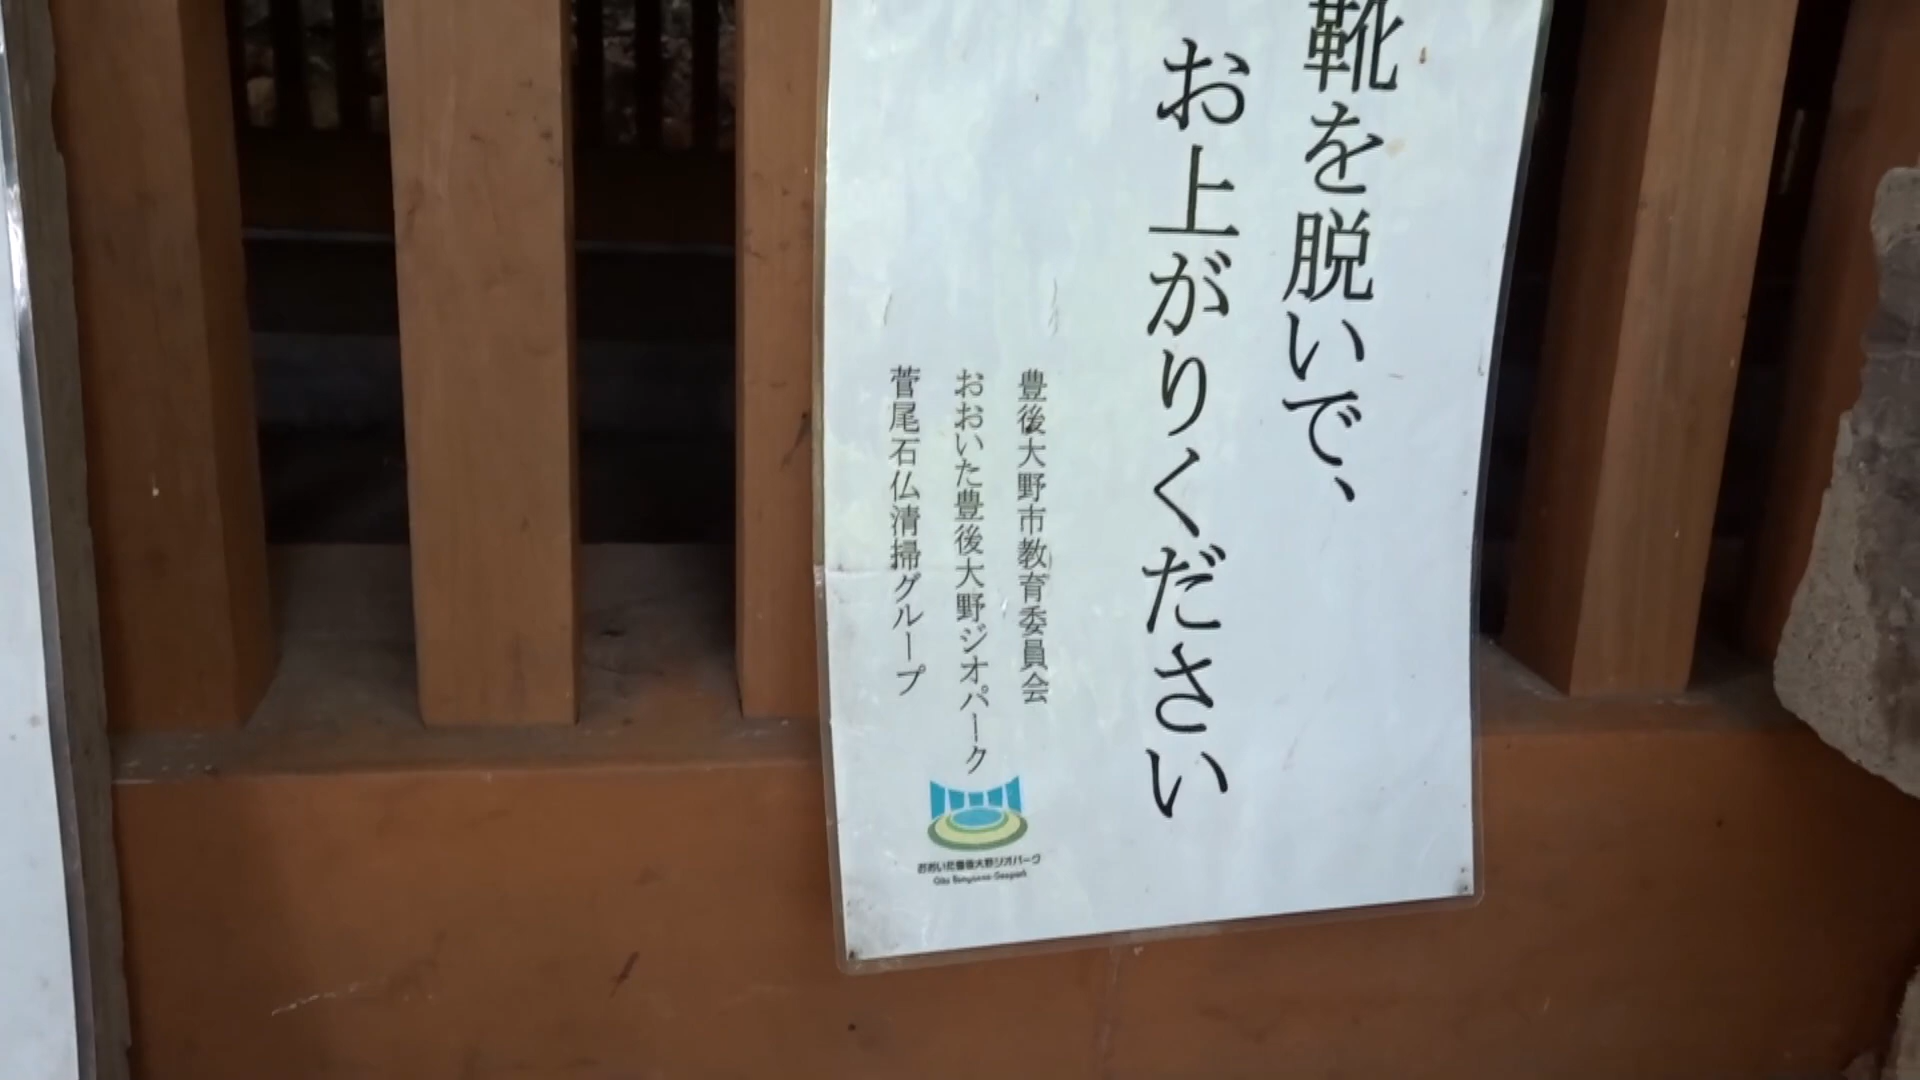 靴を脱いで、
お上がりください
豊後大野市教育委員会
おおいた豊後大野ジオパーク
菅尾石仏清掃グループ
おおいた豊後大野ジオパーク
Oita Bungoono Geopark